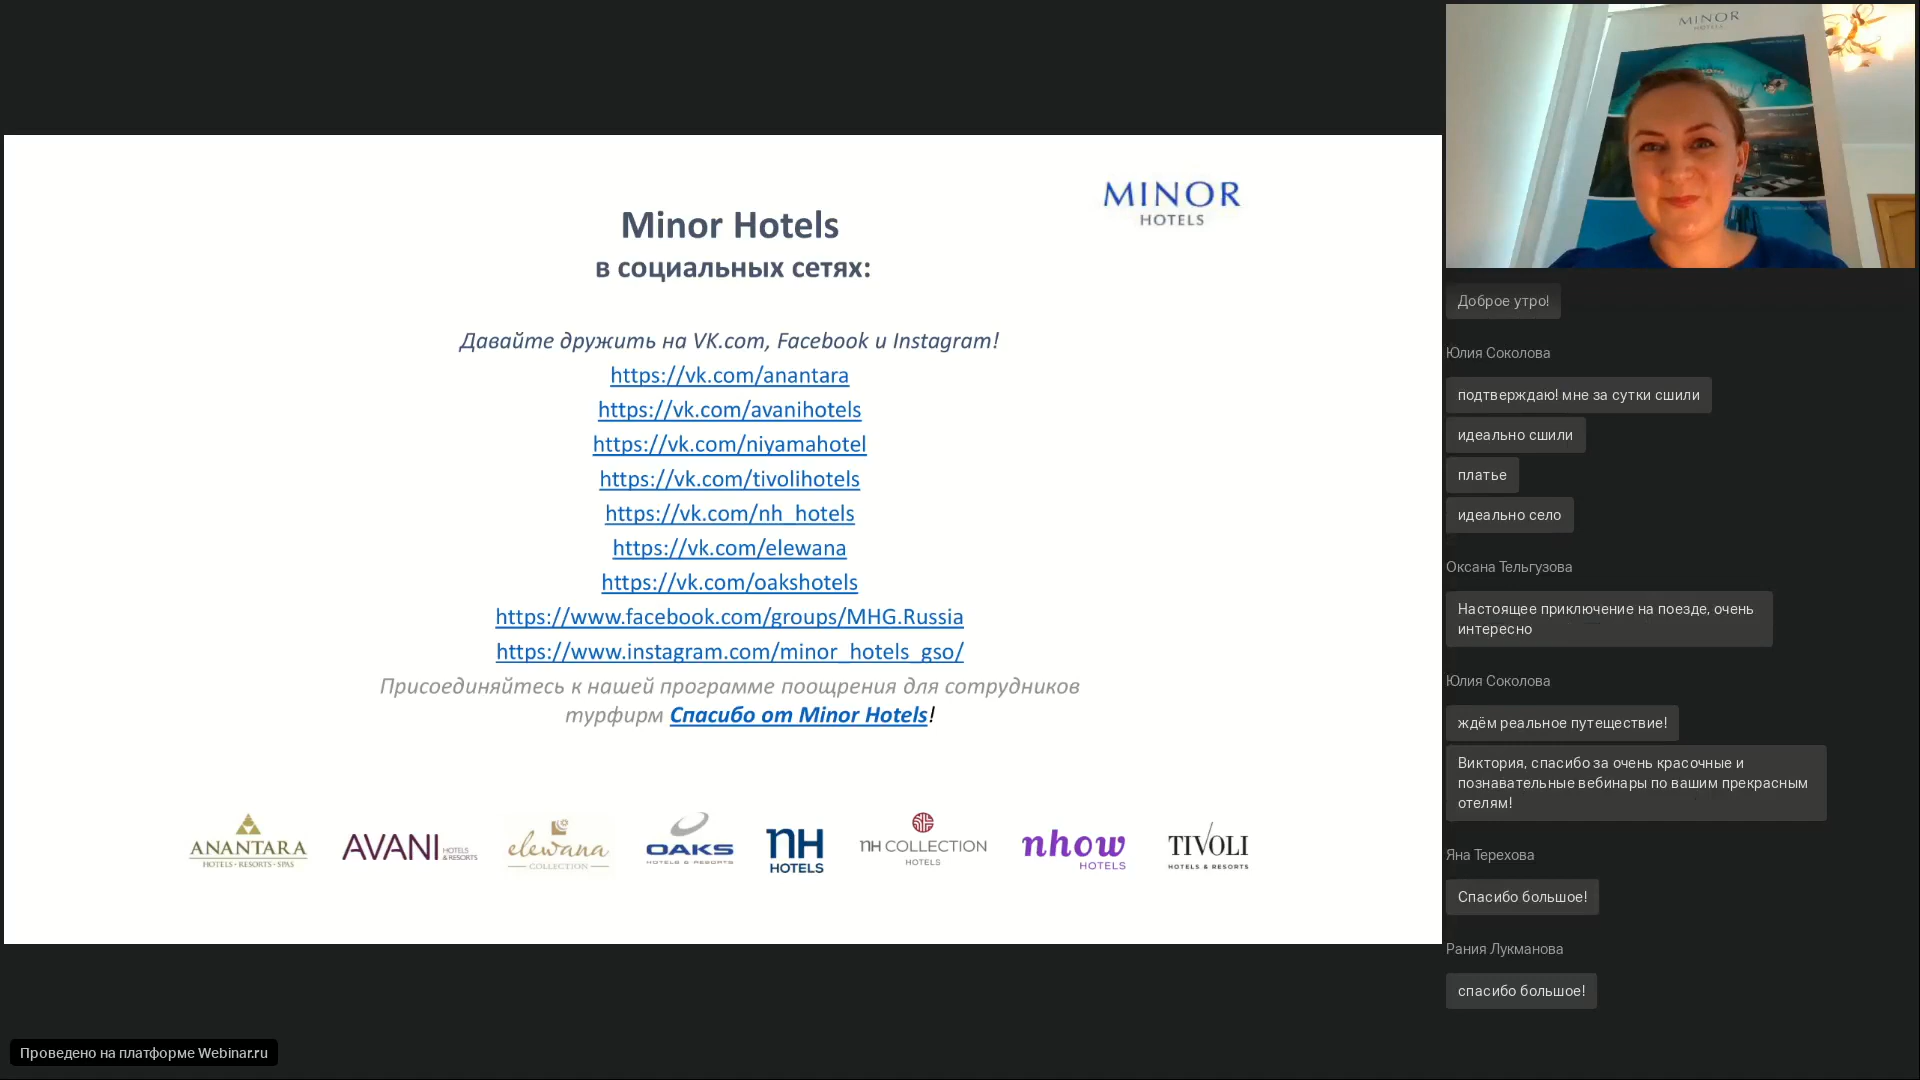 MINOR
HOTELS
Minor Hotels
в социальных сетях:
Давайте дружить на VK.com, Facebook и Instagram!
https://vk.com/anantara
https://vk.com/avanihotels
https://vk.com/niyamahotel
https://vk.com/tivolihotels
https://vk.com/nh_hotels
https://vk.com/elewana
https://vk.com/oakshotels
https://www.facebook.com/groups/MHG.Russia
https://www.instagram.com/minor_hotels_gso/
Присоединяйтесь к нашей программе поощрения для сотрудников
турфирм Спасибо от Minor Hotels!
ANANTARA
HOTELS • RESORTS • SPAS
AVANI HOTELS
& RESORTS
elewana
COLLECTION
OAKS
HOTELS & RESORTS
nH
HOTELS
nH COLLECTION
HOTELS
nhow
HOTELS
TIVOLI
HOTELS & RESORTS
MINOR
HOTELS
Доброе утро!
Юлия Соколова
подтверждаю! мне за сутки сшили
идеально сшили
платье
идеально село
Оксана Тельгузова
Настоящее приключение на поезде, очень
интересно
Юлия Соколова
ждём реальное путешествие!
Виктория, спасибо за очень красочные и
познавательные вебинары по вашим прекрасным
отелям!
Яна Терехова
Спасибо большое!
Рания Лукманова
спасибо большое!
Проведено на платформе Webinar.ru